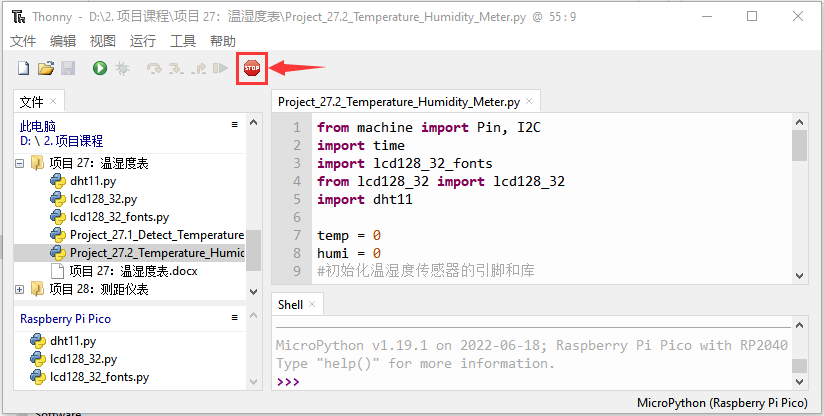 Thonny - D:\2. 项目课程\项目 27：温湿度表\Project_27.2_Temperature_Humidity_Meter.py @ 55 : 9
文件 编辑 视图 运行 工具 帮助
STOP
文件 ×
此电脑
D: \ 2. 项目课程
项目 27：温湿度表
dht11.py
lcd128_32.py
lcd128_32_fonts.py
Project_27.1_Detect_Temperature
Project_27.2_Temperature_Humid
项目 27：温湿度表.docx
项目 28：测距仪表
Raspberry Pi Pico
dht11.py
lcd128_32.py
lcd128_32_fonts.py
Project_27.2_Temperature_Humidity_Meter.py ×
1 from machine import Pin, I2C
2 import time
3 import lcd128_32_fonts
4 from lcd128_32 import lcd128_32
5 import dht11
6
7 temp = 0
8 humi = 0
9 #初始化温湿度传感器的引脚和库
Shell ×
MicroPython v1.19.1 on 2022-06-18; Raspberry Pi Pico with RP2040
Type "help()" for more information.
>>>
MicroPython (Raspberry Pi Pico)